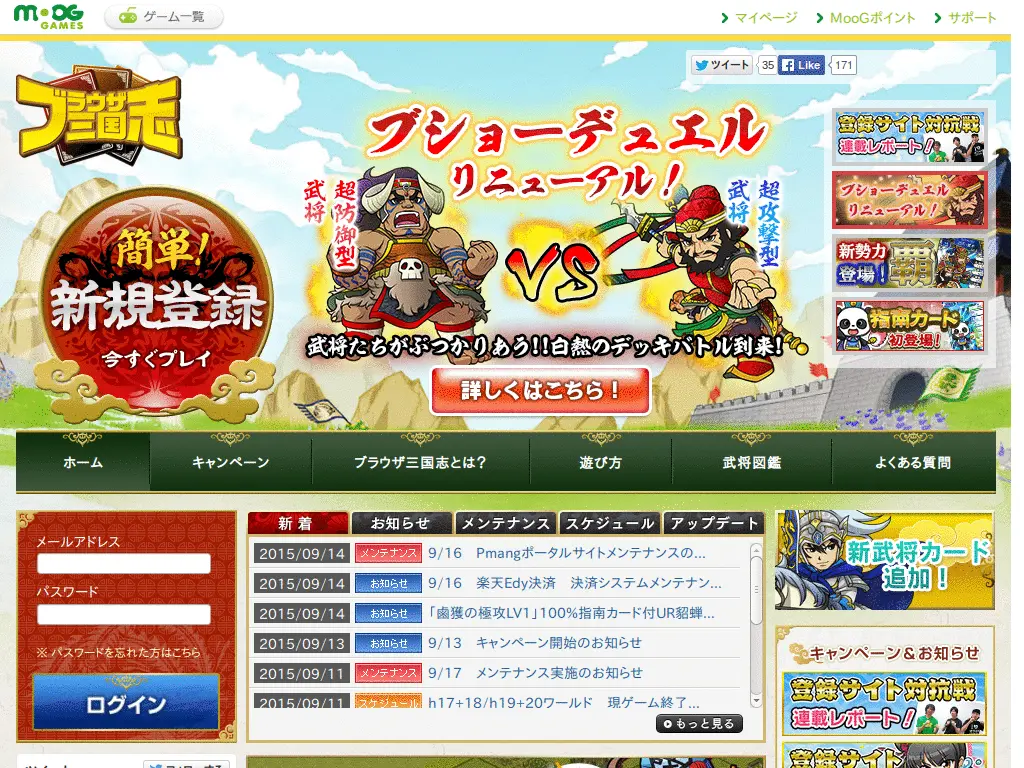 MOOG GAMES
ゲーム一覧
マイページ
MooGポイント
サポート
ツイート 35 Like 171
ブラウザ三国志
ブショーデュエル
リニューアル!
超防御型武将
超攻撃型武将
VS
武将たちがぶつかりあう!!白熱のデッキバトル到来!
詳しくはこちら!
簡単!
新規登録
今すぐプレイ
登録サイト対抗戦
連載レポート!
ブショーデュエル
リニューアル!
新勢力
登場!
覇
指南カード
初登場!
ホーム
キャンペーン
ブラウザ三国志とは?
遊び方
武将図鑑
よくある質問
メールアドレス
パスワード
※ パスワードを忘れた方はこちら
ログイン
新着
お知らせ
メンテナンス
スケジュール
アップデート
2015/09/14 メンテナンス 9/16 Pmangポータルサイトメンテナンスの...
2015/09/14 お知らせ 9/16 楽天Edy決済 決済システムメンテナン...
2015/09/14 お知らせ 「鹵獲の極攻LV1」100%指南カード付UR貂蝉...
2015/09/13 お知らせ 9/13 キャンペーン開始のお知らせ
2015/09/11 メンテナンス 9/17 メンテナンス実施のお知らせ
2015/09/11 スケジュール h17+18/h19+20ワールド 現ゲーム終了...
もっと見る
新武将カード
追加!
キャンペーン&お知らせ
登録サイト対抗戦
連載レポート!
登録サイト